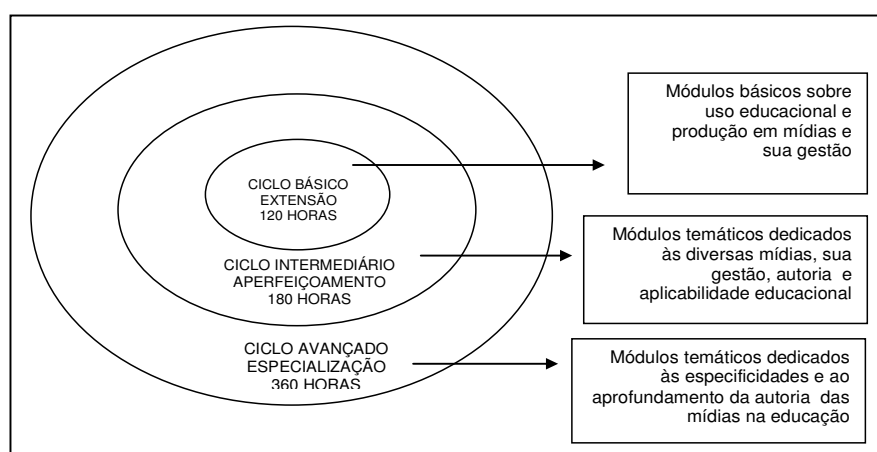 Módulos básicos sobre
uso educacional e
produção em mídias e
sua gestão
CICLO BÁSICO
EXTENSÃO
120 HORAS
Módulos temáticos dedicados
às diversas mídias, sua
gestão, autoria e
aplicabilidade educacional
CICLO INTERMEDIÁRIO
APERFEIÇOAMENTO
180 HORAS
CICLO AVANÇADO
ESPECIALIZAÇÃO
360 HORAS
Módulos temáticos dedicados
às especificidades e ao
aprofundamento da autoria das
mídias na educação